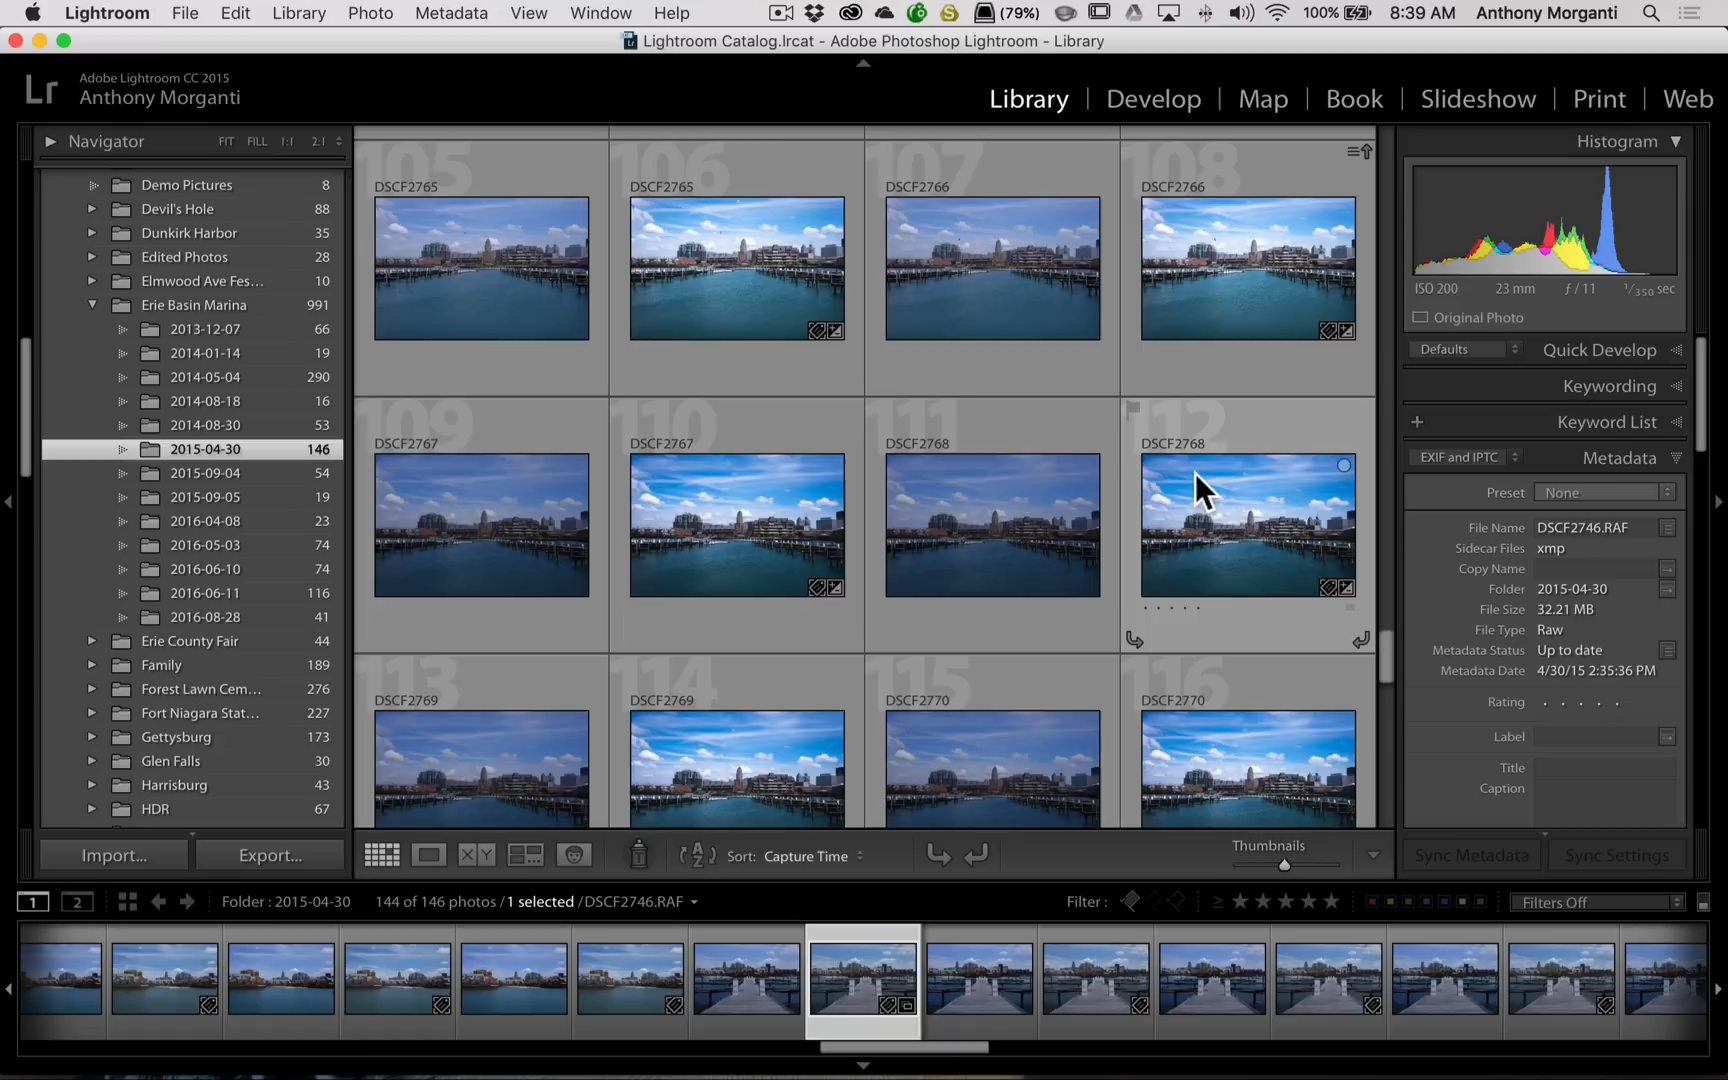 Lightroom File Edit Library Photo Metadata View Window Help (79%) 100% 8:39 AM Anthony Morganti
Lightroom Catalog.lrcat - Adobe Photoshop Lightroom - Library
Lr
Adobe Lightroom CC 2015
Anthony Morganti
Library | Develop | Map | Book | Slideshow | Print | Web
Navigator FIT FILL 1:1 2:1
Demo Pictures 8
Devil's Hole 88
Dunkirk Harbor 35
Edited Photos 28
Elmwood Ave Fes... 10
Erie Basin Marina 991
2013-12-07 66
2014-01-14 19
2014-05-04 290
2014-08-18 16
2014-08-30 53
2015-04-30 146
2015-09-04 54
2015-09-05 19
2016-04-08 23
2016-05-03 74
2016-06-10 74
2016-06-11 116
2016-08-28 41
Erie County Fair 44
Family 189
Forest Lawn Cem... 276
Fort Niagara Stat... 227
Gettysburg 173
Glen Falls 30
Harrisburg 43
HDR 67
Import... Export...
105 106 107 108
DSCF2765 DSCF2765 DSCF2766 DSCF2766
109 110 111 112
DSCF2767 DSCF2767 DSCF2768 DSCF2768
113 114 115 116
DSCF2769 DSCF2769 DSCF2770 DSCF2770
XY
Sort: Capture Time
Thumbnails
Histogram
ISO 200 23 mm ƒ / 11 1/350 sec
Original Photo
Defaults Quick Develop
Keywording
+ Keyword List
EXIF and IPTC Metadata
Preset None
File Name DSCF2746.RAF
Sidecar Files xmp
Copy Name
Folder 2015-04-30
File Size 32.21 MB
File Type Raw
Metadata Status Up to date
Metadata Date 4/30/15 2:35:36 PM
Rating . . . . .
Label
Title
Caption
Sync Metadata Sync Settings
1 2 Folder : 2015-04-30 144 of 146 photos / 1 selected / DSCF2746.RAF Filter : ≥ ★★★★★ Filters Off